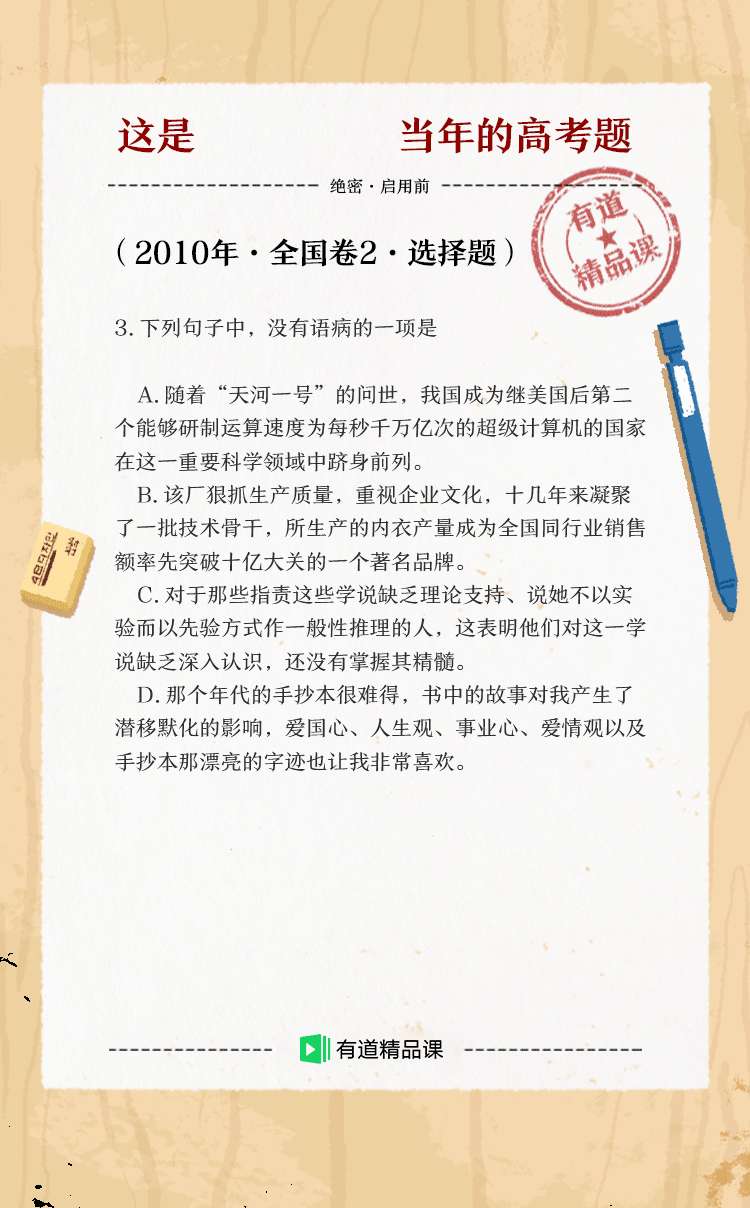 这是 当年的高考题
绝密·启用前
有道
精品课
（2010年·全国卷2·选择题）
3. 下列句子中，没有语病的一项是
A. 随着“天河一号”的问世，我国成为继美国后第二
个能够研制运算速度为每秒千万亿次的超级计算机的国家
在这一重要科学领域中跻身前列。
B. 该厂狠抓生产质量，重视企业文化，十几年来凝聚
了一批技术骨干，所生产的内衣产量成为全国同行业销售
额率先突破十亿大关的一个著名品牌。
C. 对于那些指责这些学说缺乏理论支持、说她不以实
验而以先验方式作一般性推理的人，这表明他们对这一学
说缺乏深入认识，还没有掌握其精髓。
D. 那个年代的手抄本很难得，书中的故事对我产生了
潜移默化的影响，爱国心、人生观、事业心、爱情观以及
手抄本那漂亮的字迹也让我非常喜欢。
有道精品课